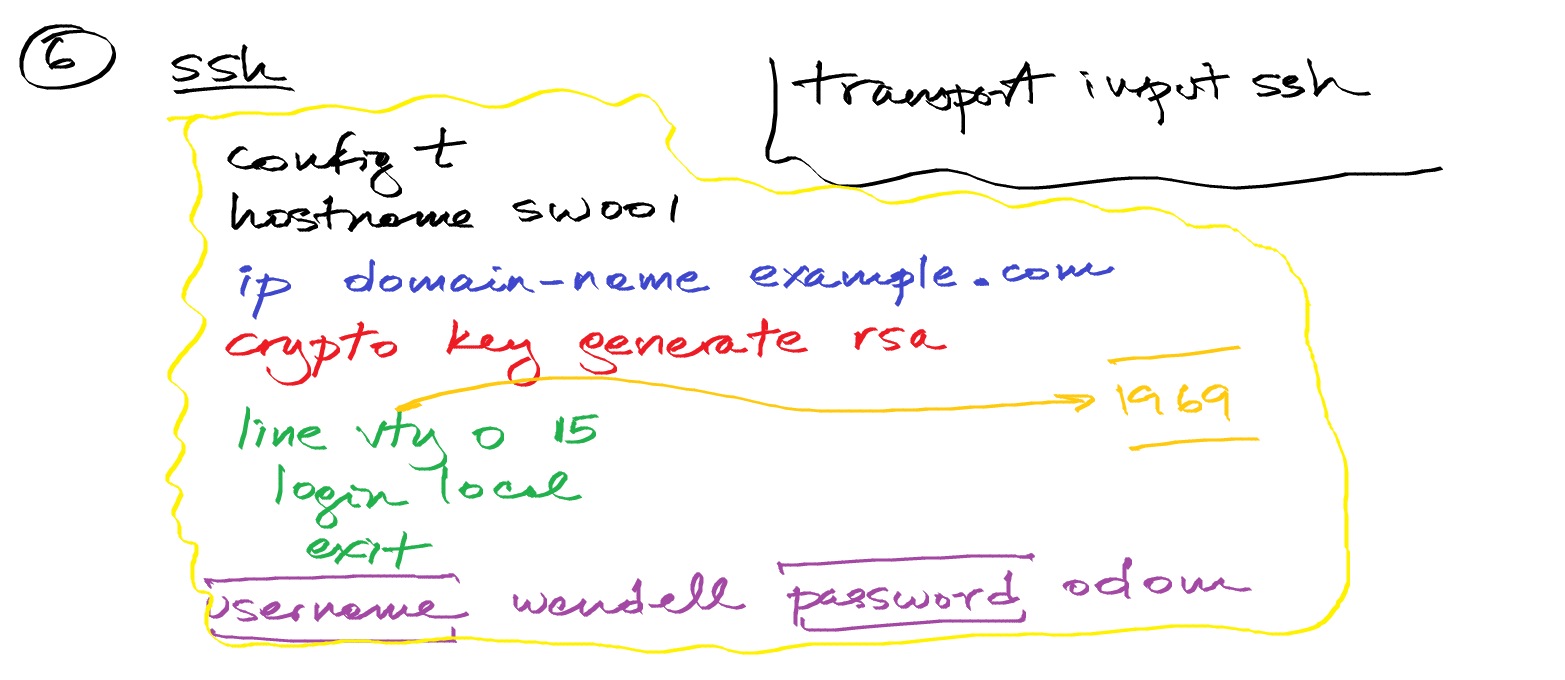 6
ssh
transport input ssh
config t
hostname sw001
ip domain-name example.com
crypto key generate rsa
1969
line vty 0 15
login local
exit
username wendell password odom